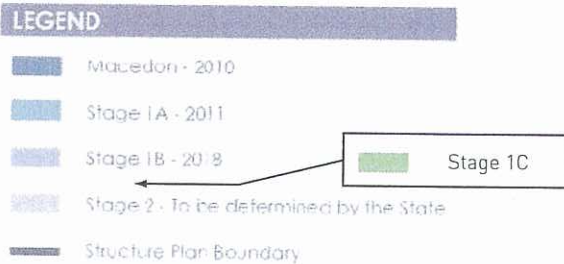 LEGEND
Macedon - 2010
Stage 1A - 2011
Stage 1B - 2018
Stage 1C
Stage 2 - To be determined by the State
Structure Plan Boundary